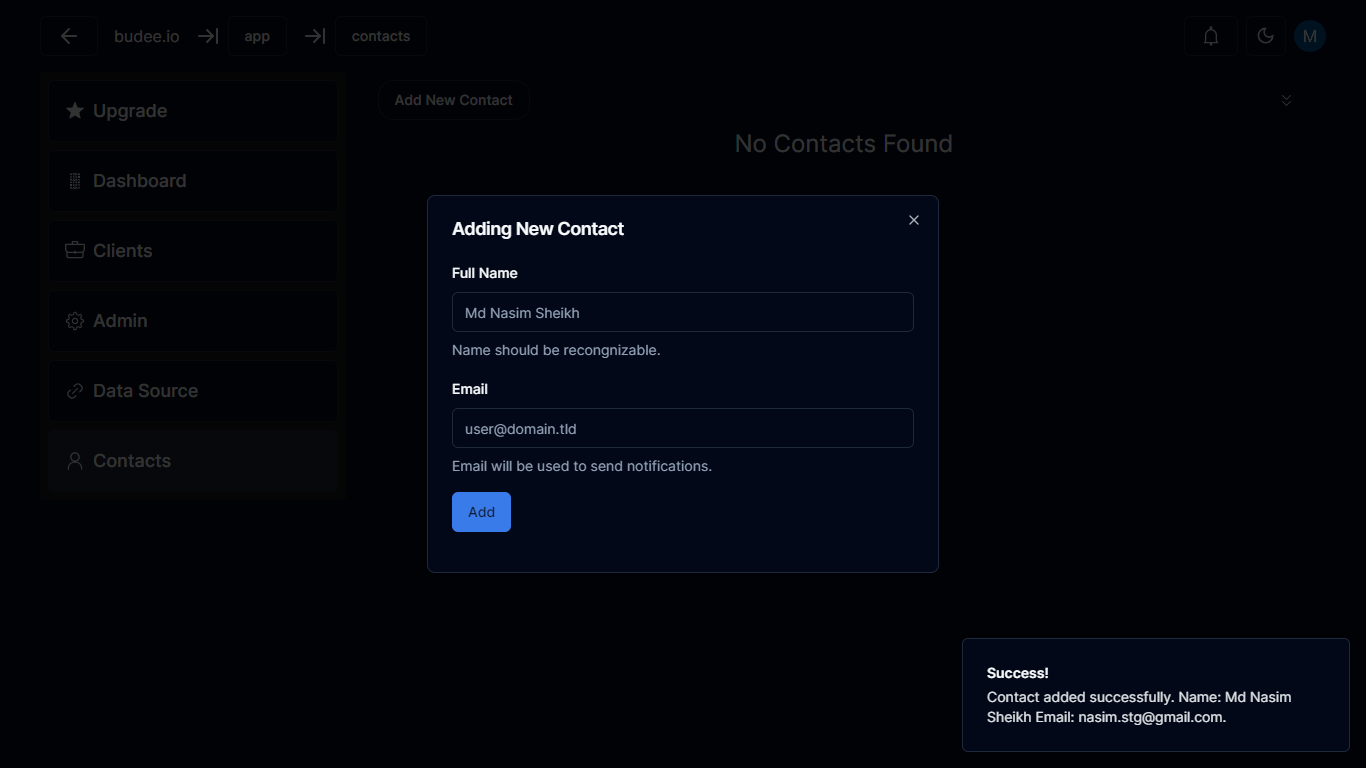 budee.io app contacts M
Upgrade
Dashboard
Clients
Admin
Data Source
Contacts
Add New Contact
No Contacts Found
Adding New Contact
Full Name
Md Nasim Sheikh
Name should be recongnizable.
Email
user@domain.tld
Email will be used to send notifications.
Add
Success!
Contact added successfully. Name: Md Nasim
Sheikh Email: nasim.stg@gmail.com.